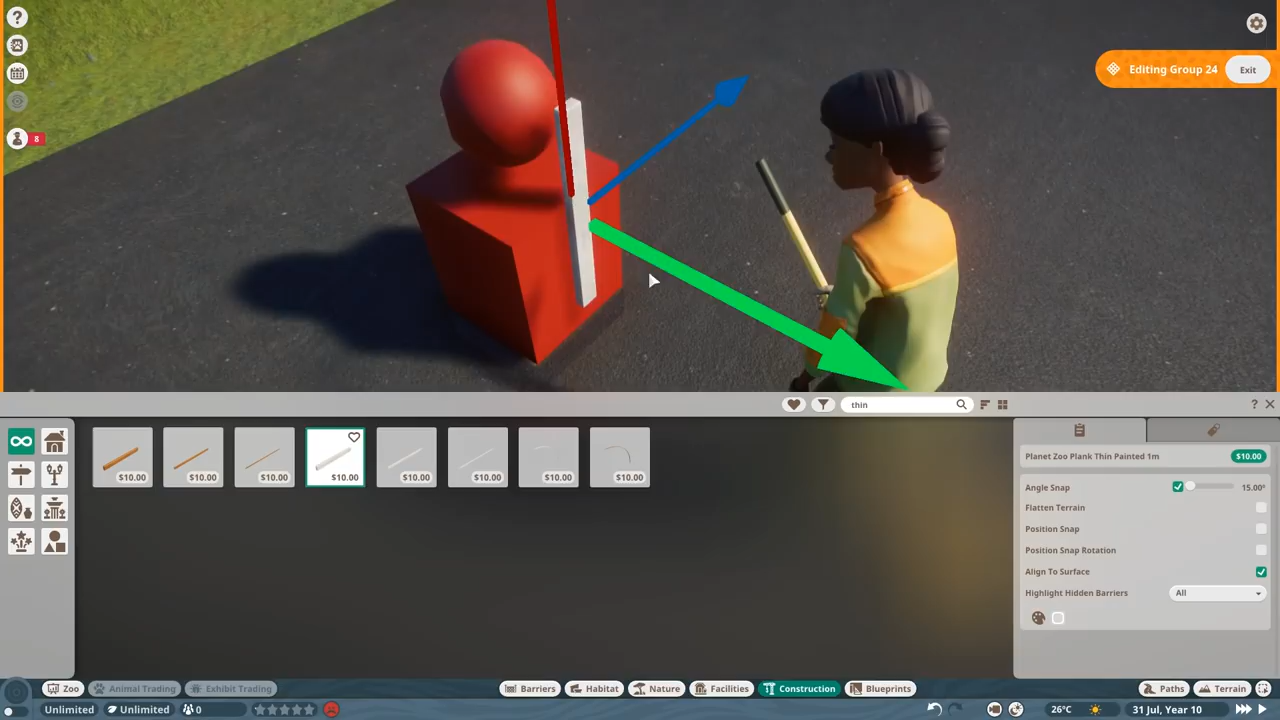 ?
Editing Group 24
Exit
8
thin
?
$10.00
$10.00
$10.00
$10.00
$10.00
$10.00
$10.00
$10.00
Planet Zoo Plank Thin Painted 1m
$10.00
Angle Snap
15.00°
Flatten Terrain
Position Snap
Position Snap Rotation
Align To Surface
Highlight Hidden Barriers
All
Zoo
Animal Trading
Exhibit Trading
Barriers
Habitat
Nature
Facilities
Construction
Blueprints
Paths
Terrain
Unlimited
Unlimited
0
26°C
31 Jul, Year 10